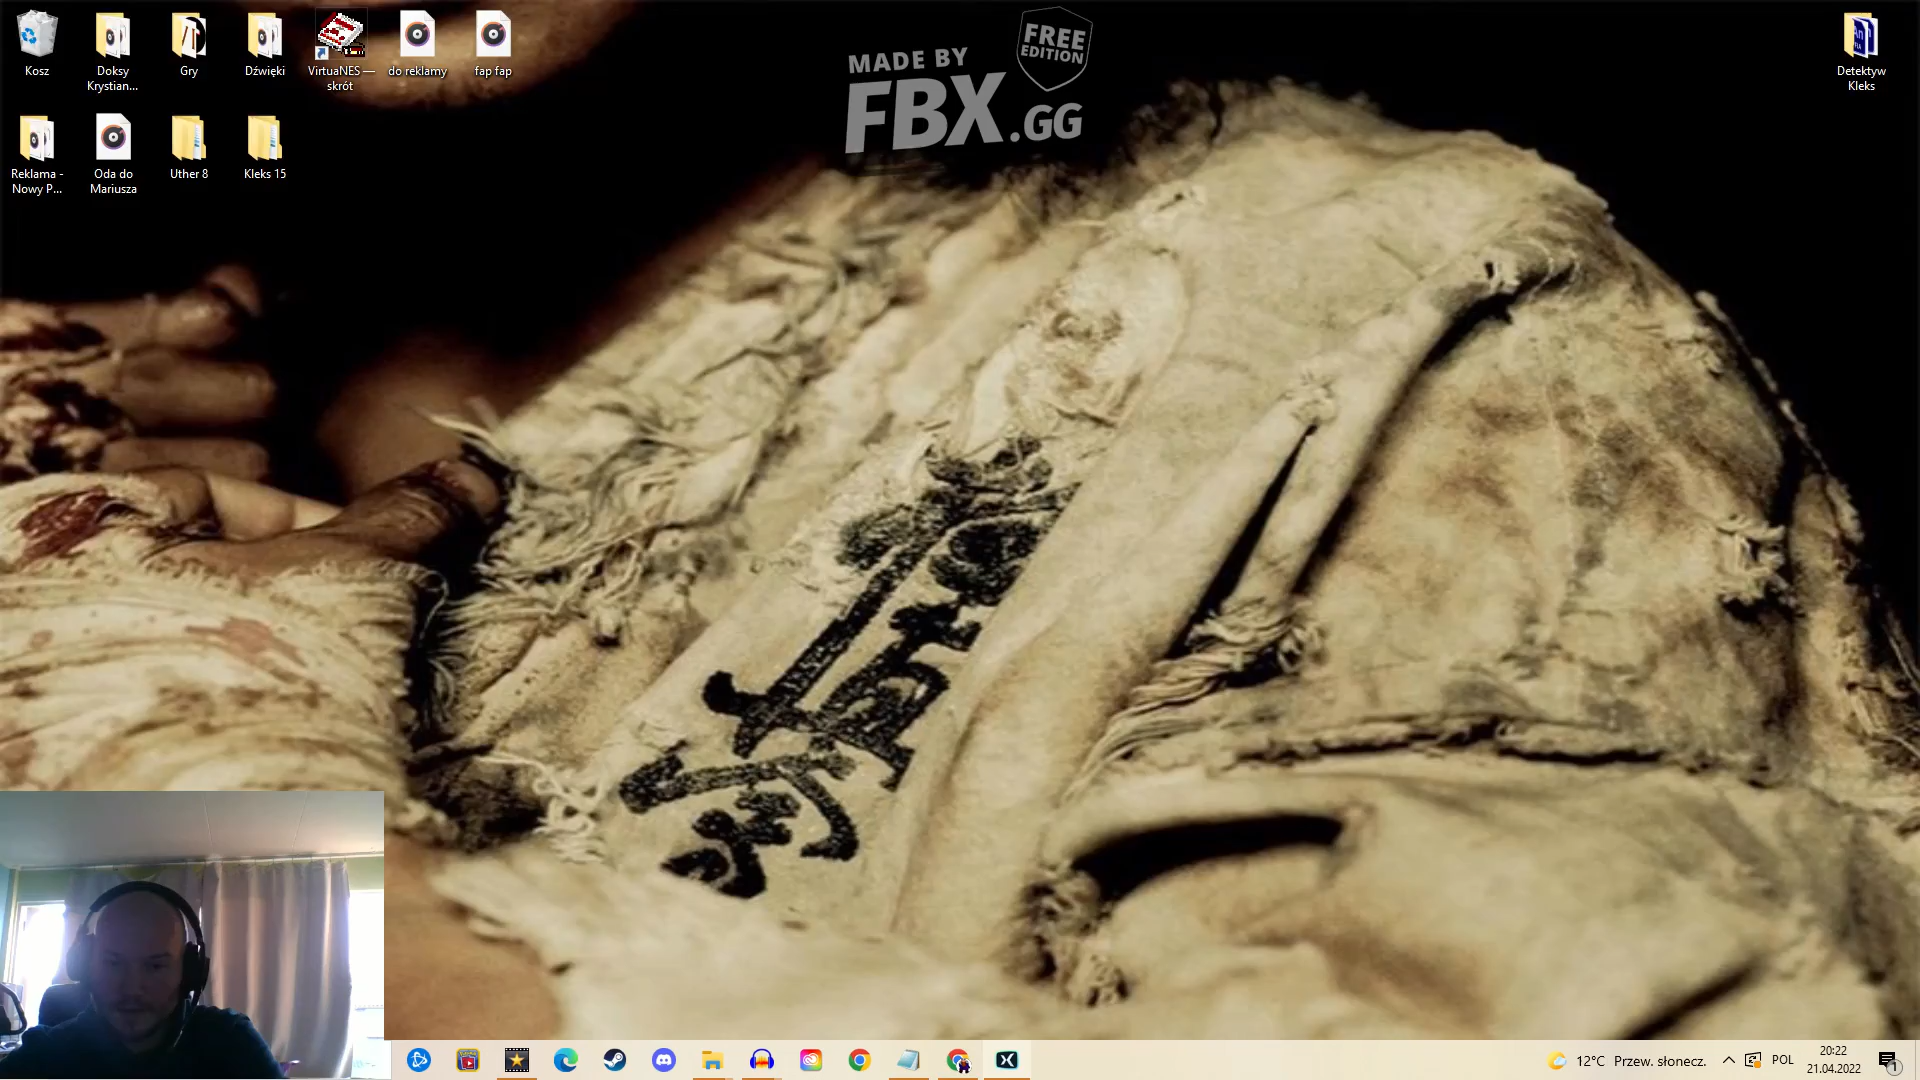 Kosz
Doksy
Krystian...
Gry
Dźwięki
VirtuaNES —
skrót
do reklamy
fap fap
MADE BY
FBX.GG
FREE
EDITION
Detektyw
Kleks
Reklama -
Nowy P...
Oda do
Mariusza
Uther 8
Kleks 15
12°C Przew. słonecz.
POL
20:22
21.04.2022
1